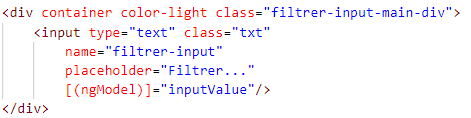 <div container color-light class="filtrer-input-main-div">
<input type="text" class="txt"
name="filtrer-input"
placeholder="Filtrer..."
[(ngModel)]="inputValue"/>
</div>